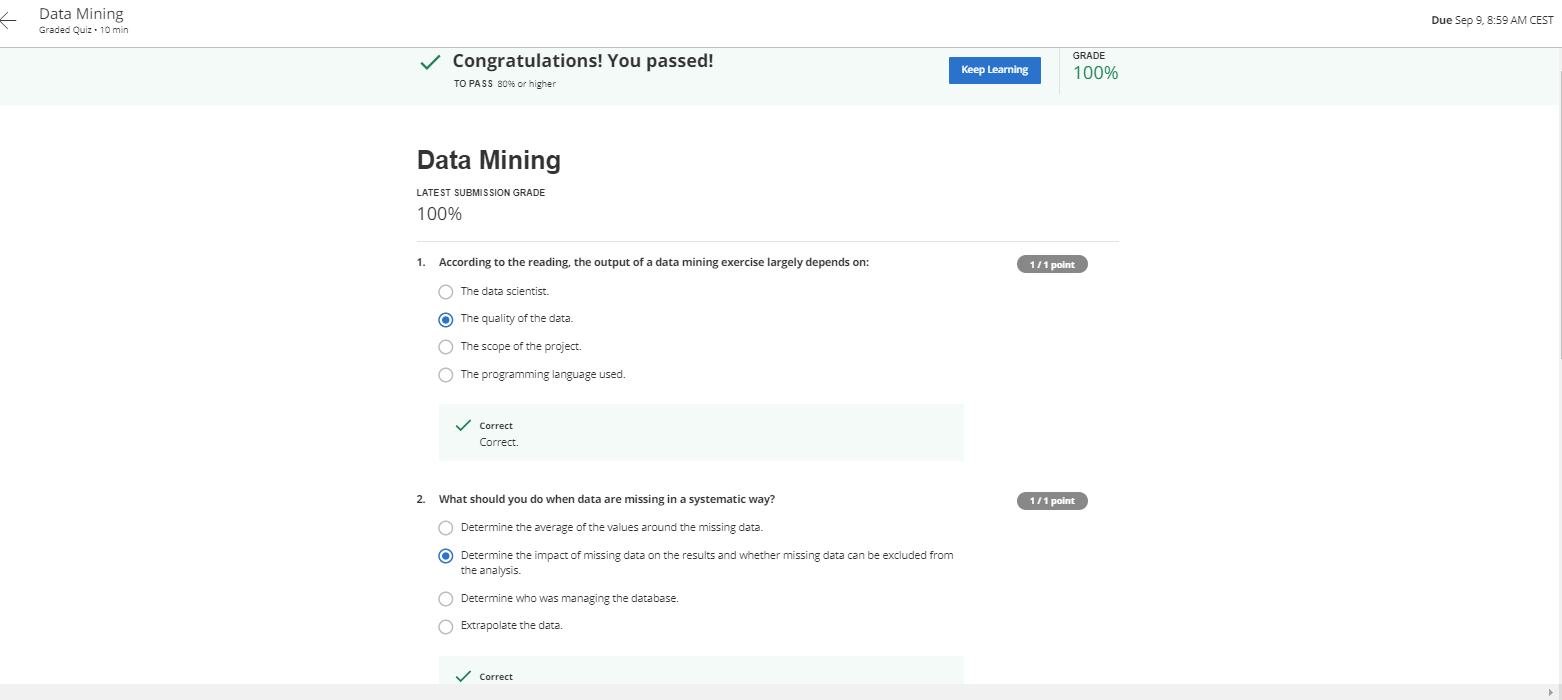 Data Mining
Graded Quiz • 10 min
Due Sep 9, 8:59 AM CEST
Congratulations! You passed!
TO PASS 80% or higher
Keep Learning
GRADE
100%
Data Mining
LATEST SUBMISSION GRADE
100%
1. According to the reading, the output of a data mining exercise largely depends on:
1 / 1 point
The data scientist.
The quality of the data.
The scope of the project.
The programming language used.
Correct
Correct.
2. What should you do when data are missing in a systematic way?
1 / 1 point
Determine the average of the values around the missing data.
Determine the impact of missing data on the results and whether missing data can be excluded from
the analysis.
Determine who was managing the database.
Extrapolate the data.
Correct